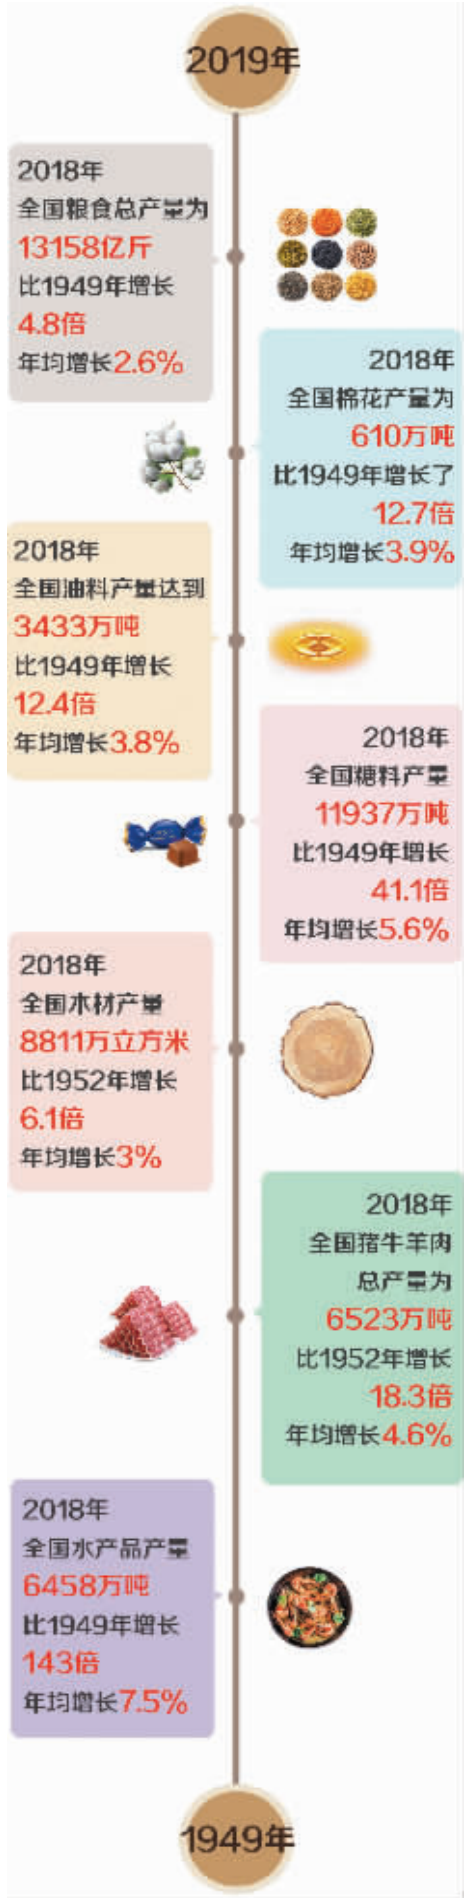 2019年
2018年
全国粮食总产量为
13158亿斤
比1949年增长
4.8倍
年均增长2.6%
2018年
全国棉花产量为
610万吨
比1949年增长了
12.7倍
年均增长3.9%
2018年
全国油料产量达到
3433万吨
比1949年增长
12.4倍
年均增长3.8%
2018年
全国糖料产量
11937万吨
比1949年增长
41.1倍
年均增长5.6%
2018年
全国木材产量
8811万立方米
比1952年增长
6.1倍
年均增长3%
2018年
全国猪牛羊肉
总产量为
6523万吨
比1952年增长
18.3倍
年均增长4.6%
2018年
全国水产品产量
6458万吨
比1949年增长
143倍
年均增长7.5%
1949年